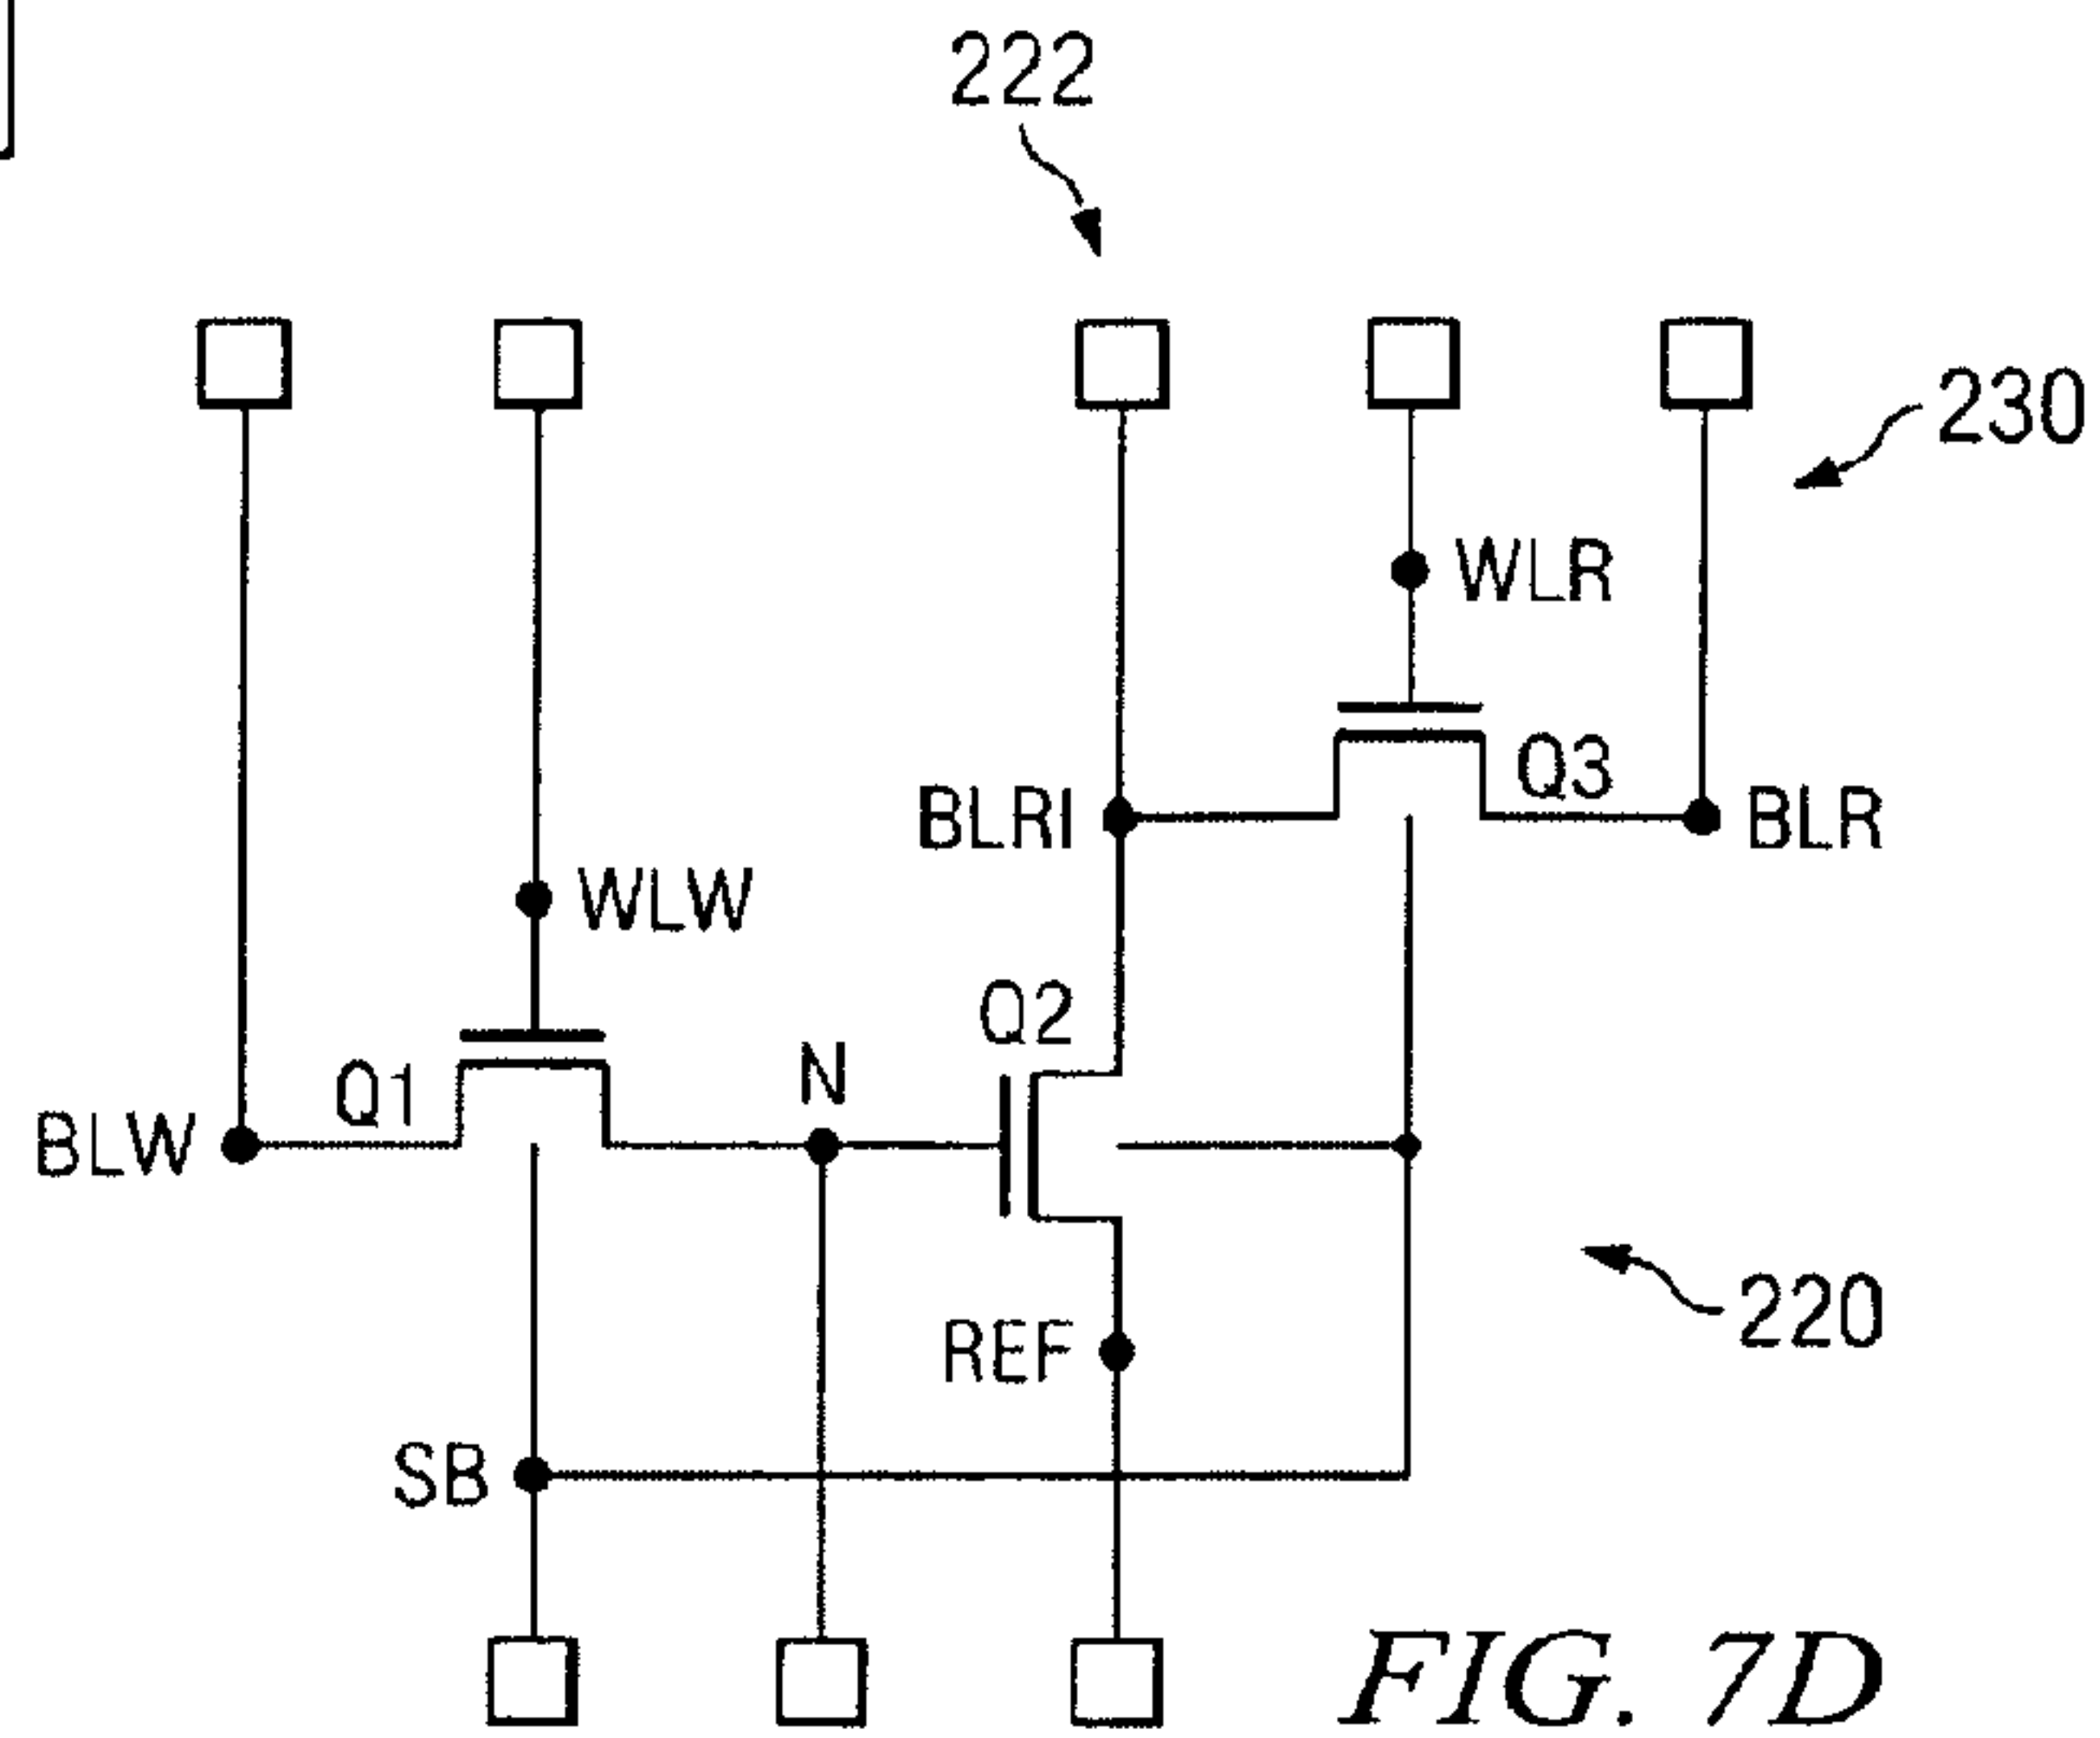 222
230
WLR
Q3
BLRI
BLR
WLW
Q2
N
Q1
BLW
REF
220
SB
FIG. 7D